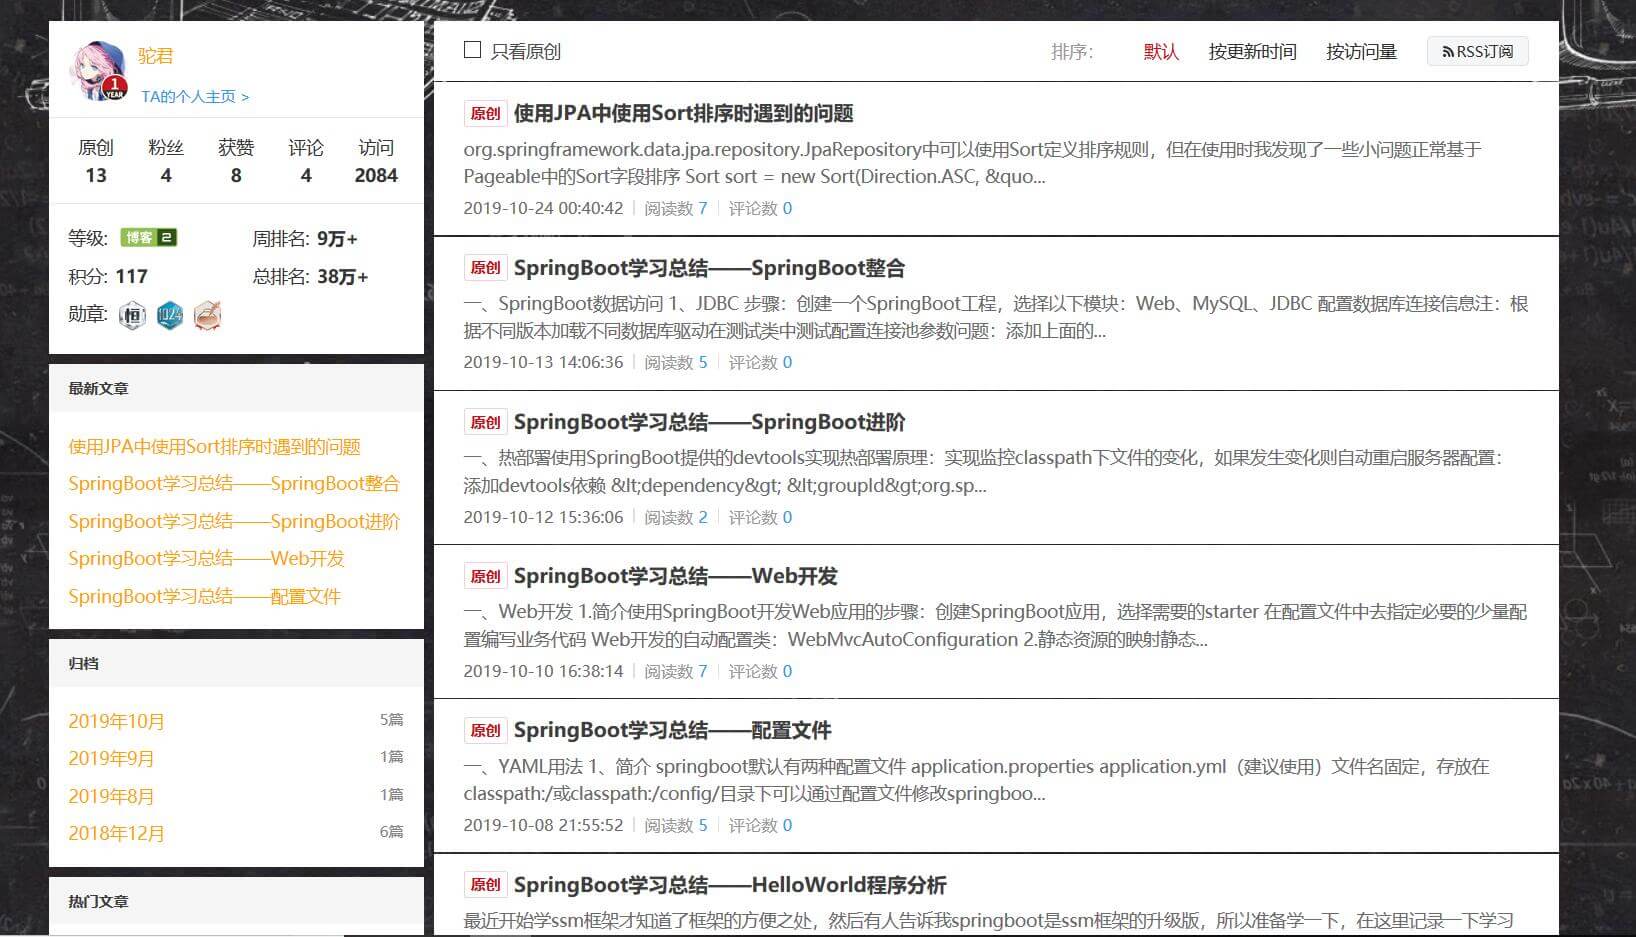 驼君
1
YEAR
TA的个人主页 >
原创 粉丝 获赞 评论 访问
13 4 8 4 2084
等级: 博客 2 周排名: 9万+
积分: 117 总排名: 38万+
勋章: 恒 1024
最新文章
使用JPA中使用Sort排序时遇到的问题
SpringBoot学习总结——SpringBoot整合
SpringBoot学习总结——SpringBoot进阶
SpringBoot学习总结——Web开发
SpringBoot学习总结——配置文件
归档
2019年10月 5篇
2019年9月 1篇
2019年8月 1篇
2018年12月 6篇
热门文章
只看原创 排序： 默认 按更新时间 按访问量 RSS订阅
原创 使用JPA中使用Sort排序时遇到的问题
org.springframework.data.jpa.repository.JpaRepository中可以使用Sort定义排序规则，但在使用时我发现了一些小问题正常基于
Pageable中的Sort字段排序 Sort sort = new Sort(Direction.ASC, &quo...
2019-10-24 00:40:42 | 阅读数 7 | 评论数 0
原创 SpringBoot学习总结——SpringBoot整合
一、SpringBoot数据访问 1、JDBC 步骤：创建一个SpringBoot工程，选择以下模块：Web、MySQL、JDBC 配置数据库连接信息注：根
据不同版本加载不同数据库驱动在测试类中测试配置连接池参数问题：添加上面的...
2019-10-13 14:06:36 | 阅读数 5 | 评论数 0
原创 SpringBoot学习总结——SpringBoot进阶
一、热部署使用SpringBoot提供的devtools实现热部署原理：实现监控classpath下文件的变化，如果发生变化则自动重启服务器配置：
添加devtools依赖 &lt;dependency&gt; &lt;groupId&gt;org.sp...
2019-10-12 15:36:06 | 阅读数 2 | 评论数 0
原创 SpringBoot学习总结——Web开发
一、Web开发 1.简介使用SpringBoot开发Web应用的步骤：创建SpringBoot应用，选择需要的starter 在配置文件中去指定必要的少量配
置编写业务代码 Web开发的自动配置类：WebMvcAutoConfiguration 2.静态资源的映射静态...
2019-10-10 16:38:14 | 阅读数 7 | 评论数 0
原创 SpringBoot学习总结——配置文件
一、YAML用法 1、简介 springboot默认有两种配置文件 application.properties application.yml（建议使用）文件名固定，存放在
classpath:/或classpath:/config/目录下可以通过配置文件修改springboo...
2019-10-08 21:55:52 | 阅读数 5 | 评论数 0
原创 SpringBoot学习总结——HelloWorld程序分析
最近开始学ssm框架才知道了框架的方便之处，然后有人告诉我springboot是ssm框架的升级版，所以准备学一下，在这里记录一下学习